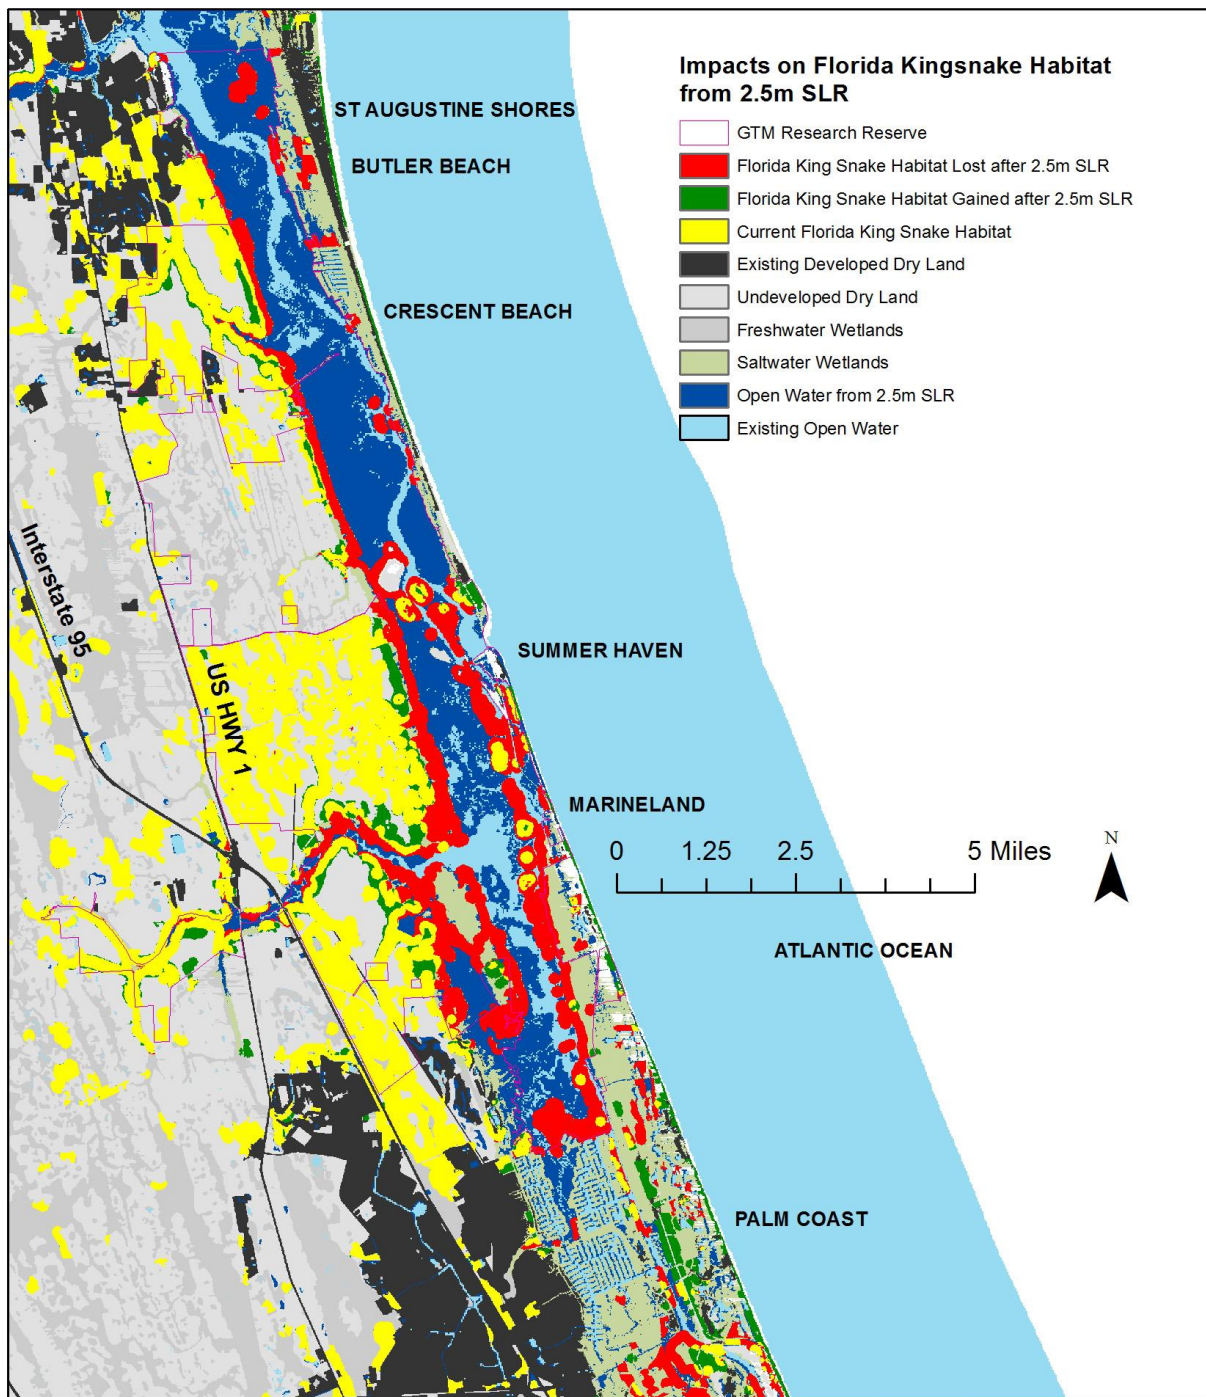 Impacts on Florida Kingsnake Habitat
from 2.5m SLR
GTM Research Reserve
Florida King Snake Habitat Lost after 2.5m SLR
Florida King Snake Habitat Gained after 2.5m SLR
Current Florida King Snake Habitat
Existing Developed Dry Land
Undeveloped Dry Land
Freshwater Wetlands
Saltwater Wetlands
Open Water from 2.5m SLR
Existing Open Water
ST AUGUSTINE SHORES
BUTLER BEACH
CRESCENT BEACH
Interstate 95
US HWY 1
SUMMER HAVEN
MARINELAND
0 1.25 2.5 5 Miles
N
ATLANTIC OCEAN
PALM COAST